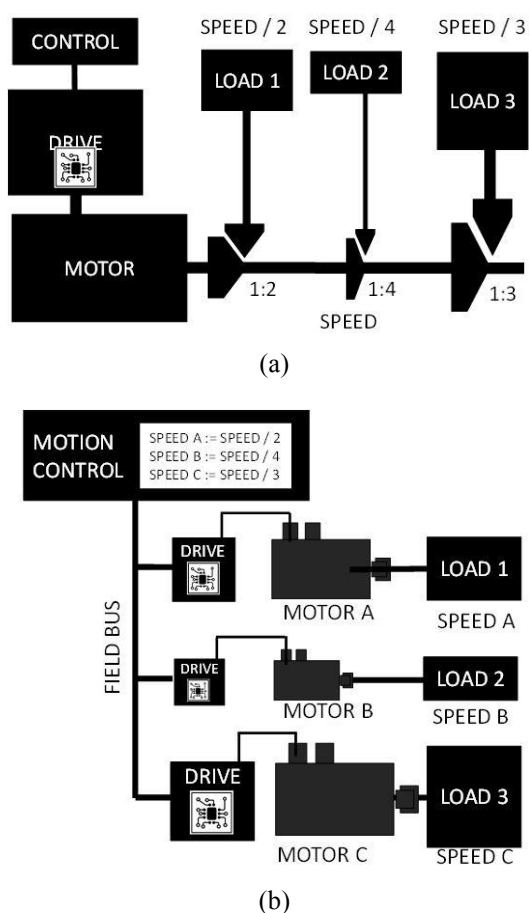 CONTROL
SPEED / 2
SPEED / 4
SPEED / 3
LOAD 1
LOAD 2
LOAD 3
DRIVE
MOTOR
1:2
1:4
1:3
SPEED
(a)
MOTION
CONTROL
SPEED A := SPEED / 2
SPEED B := SPEED / 4
SPEED C := SPEED / 3
FIELD BUS
DRIVE
MOTOR A
LOAD 1
SPEED A
DRIVE
MOTOR B
LOAD 2
SPEED B
DRIVE
MOTOR C
LOAD 3
SPEED C
(b)